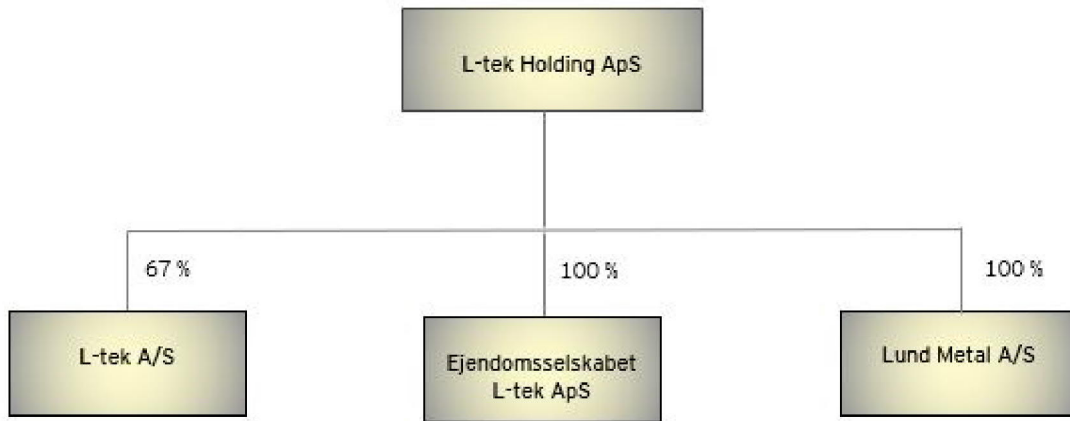 L-tek Holding ApS
67 %
100 %
100 %
L-tek A/S
Ejendomsselskabet
L-tek ApS
Lund Metal A/S